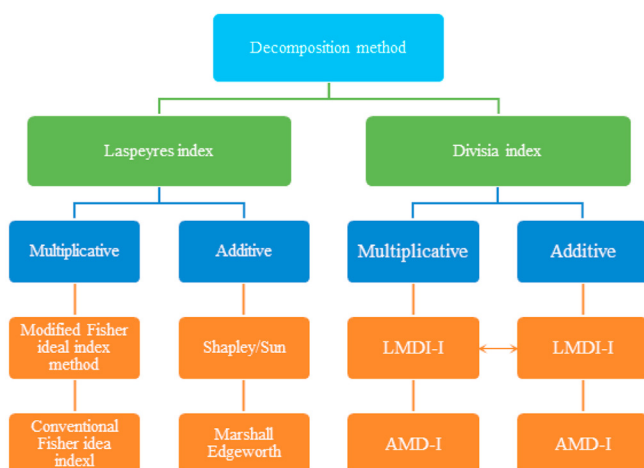 Decomposition method
Laspeyres index
Divisia index
Multiplicative
Additive
Multiplicative
Additive
Modified Fisher
ideal index
method
Shapley/Sun
LMDI-I
LMDI-I
Conventional
Fisher idea
indexl
Marshall
Edgeworth
AMD-I
AMD-I